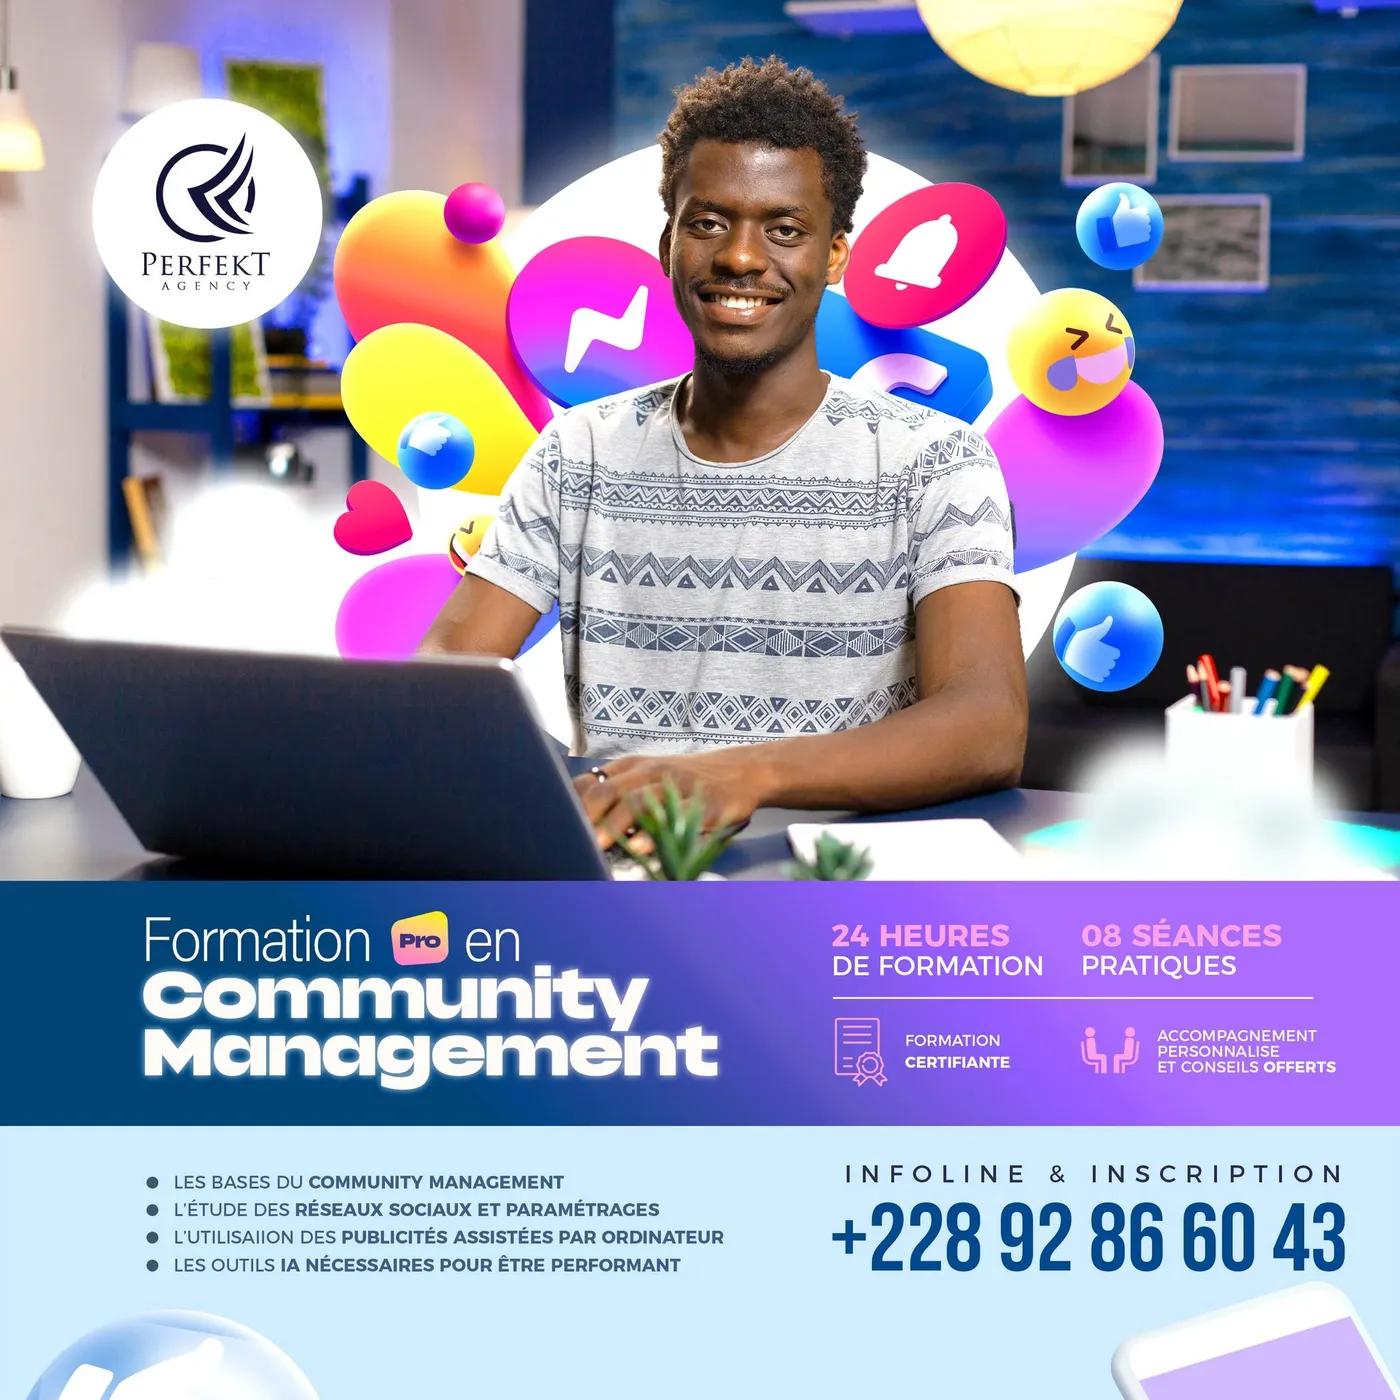 PERFEKT
AGENCY
Formation Pro en
Community
Management
24 HEURES
DE FORMATION
08 SÉANCES
PRATIQUES
FORMATION
CERTIFIANTE
ACCOMPAGNEMENT
PERSONNALISE
ET CONSEILS OFFERTS
LES BASES DU COMMUNITY MANAGEMENT
L'ÉTUDE DES RÉSEAUX SOCIAUX ET PARAMÉTRAGES
L'UTILISAIION DES PUBLICITÉS ASSISTÉES PAR ORDINATEUR
LES OUTILS IA NÉCESSAIRES POUR ÊTRE PERFORMANT
INFOLINE & INSCRIPTION
+228 92 86 60 43